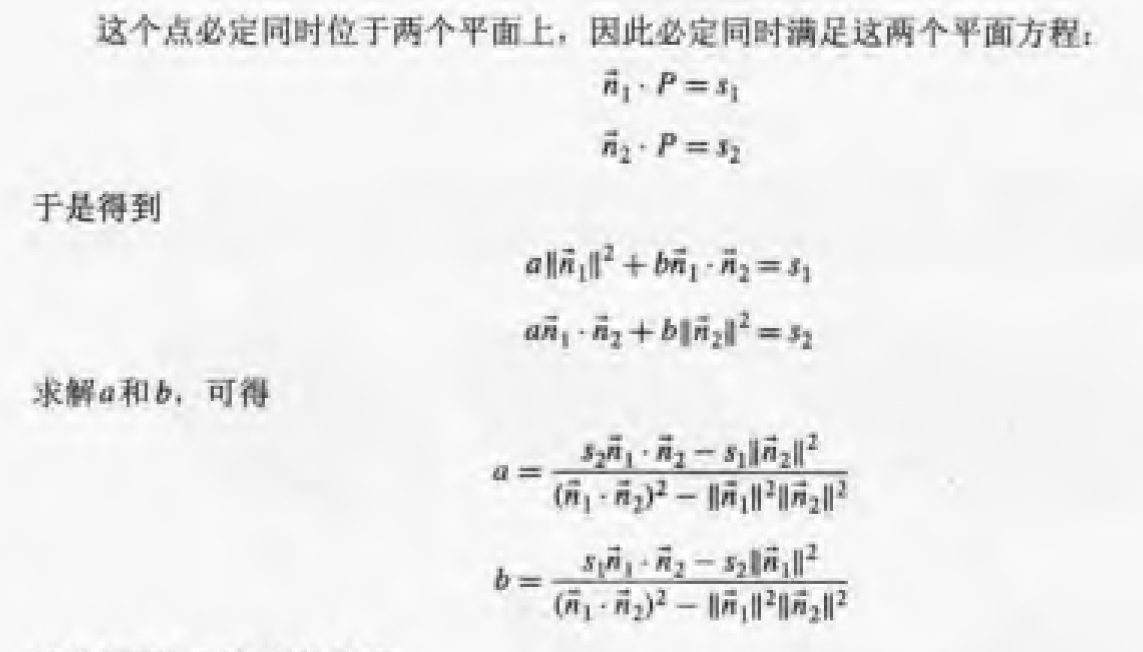 这个点必定同时位于两个平面上，因此必定同时满足这两个平面方程：
$\vec{n}_1 \cdot P = s_1$
$\vec{n}_2 \cdot P = s_2$
于是得到
$a\|\vec{n}_1\|^2 + b\vec{n}_1 \cdot \vec{n}_2 = s_1$
$a\vec{n}_1 \cdot \vec{n}_2 + b\|\vec{n}_2\|^2 = s_2$
求解a和b，可得
$a = \frac{s_2\vec{n}_1 \cdot \vec{n}_2 - s_1\|\vec{n}_2\|^2}{(\vec{n}_1 \cdot \vec{n}_2)^2 - \|\vec{n}_1\|^2\|\vec{n}_2\|^2}$
$b = \frac{s_1\vec{n}_1 \cdot \vec{n}_2 - s_2\|\vec{n}_1\|^2}{(\vec{n}_1 \cdot \vec{n}_2)^2 - \|\vec{n}_1\|^2\|\vec{n}_2\|^2}$